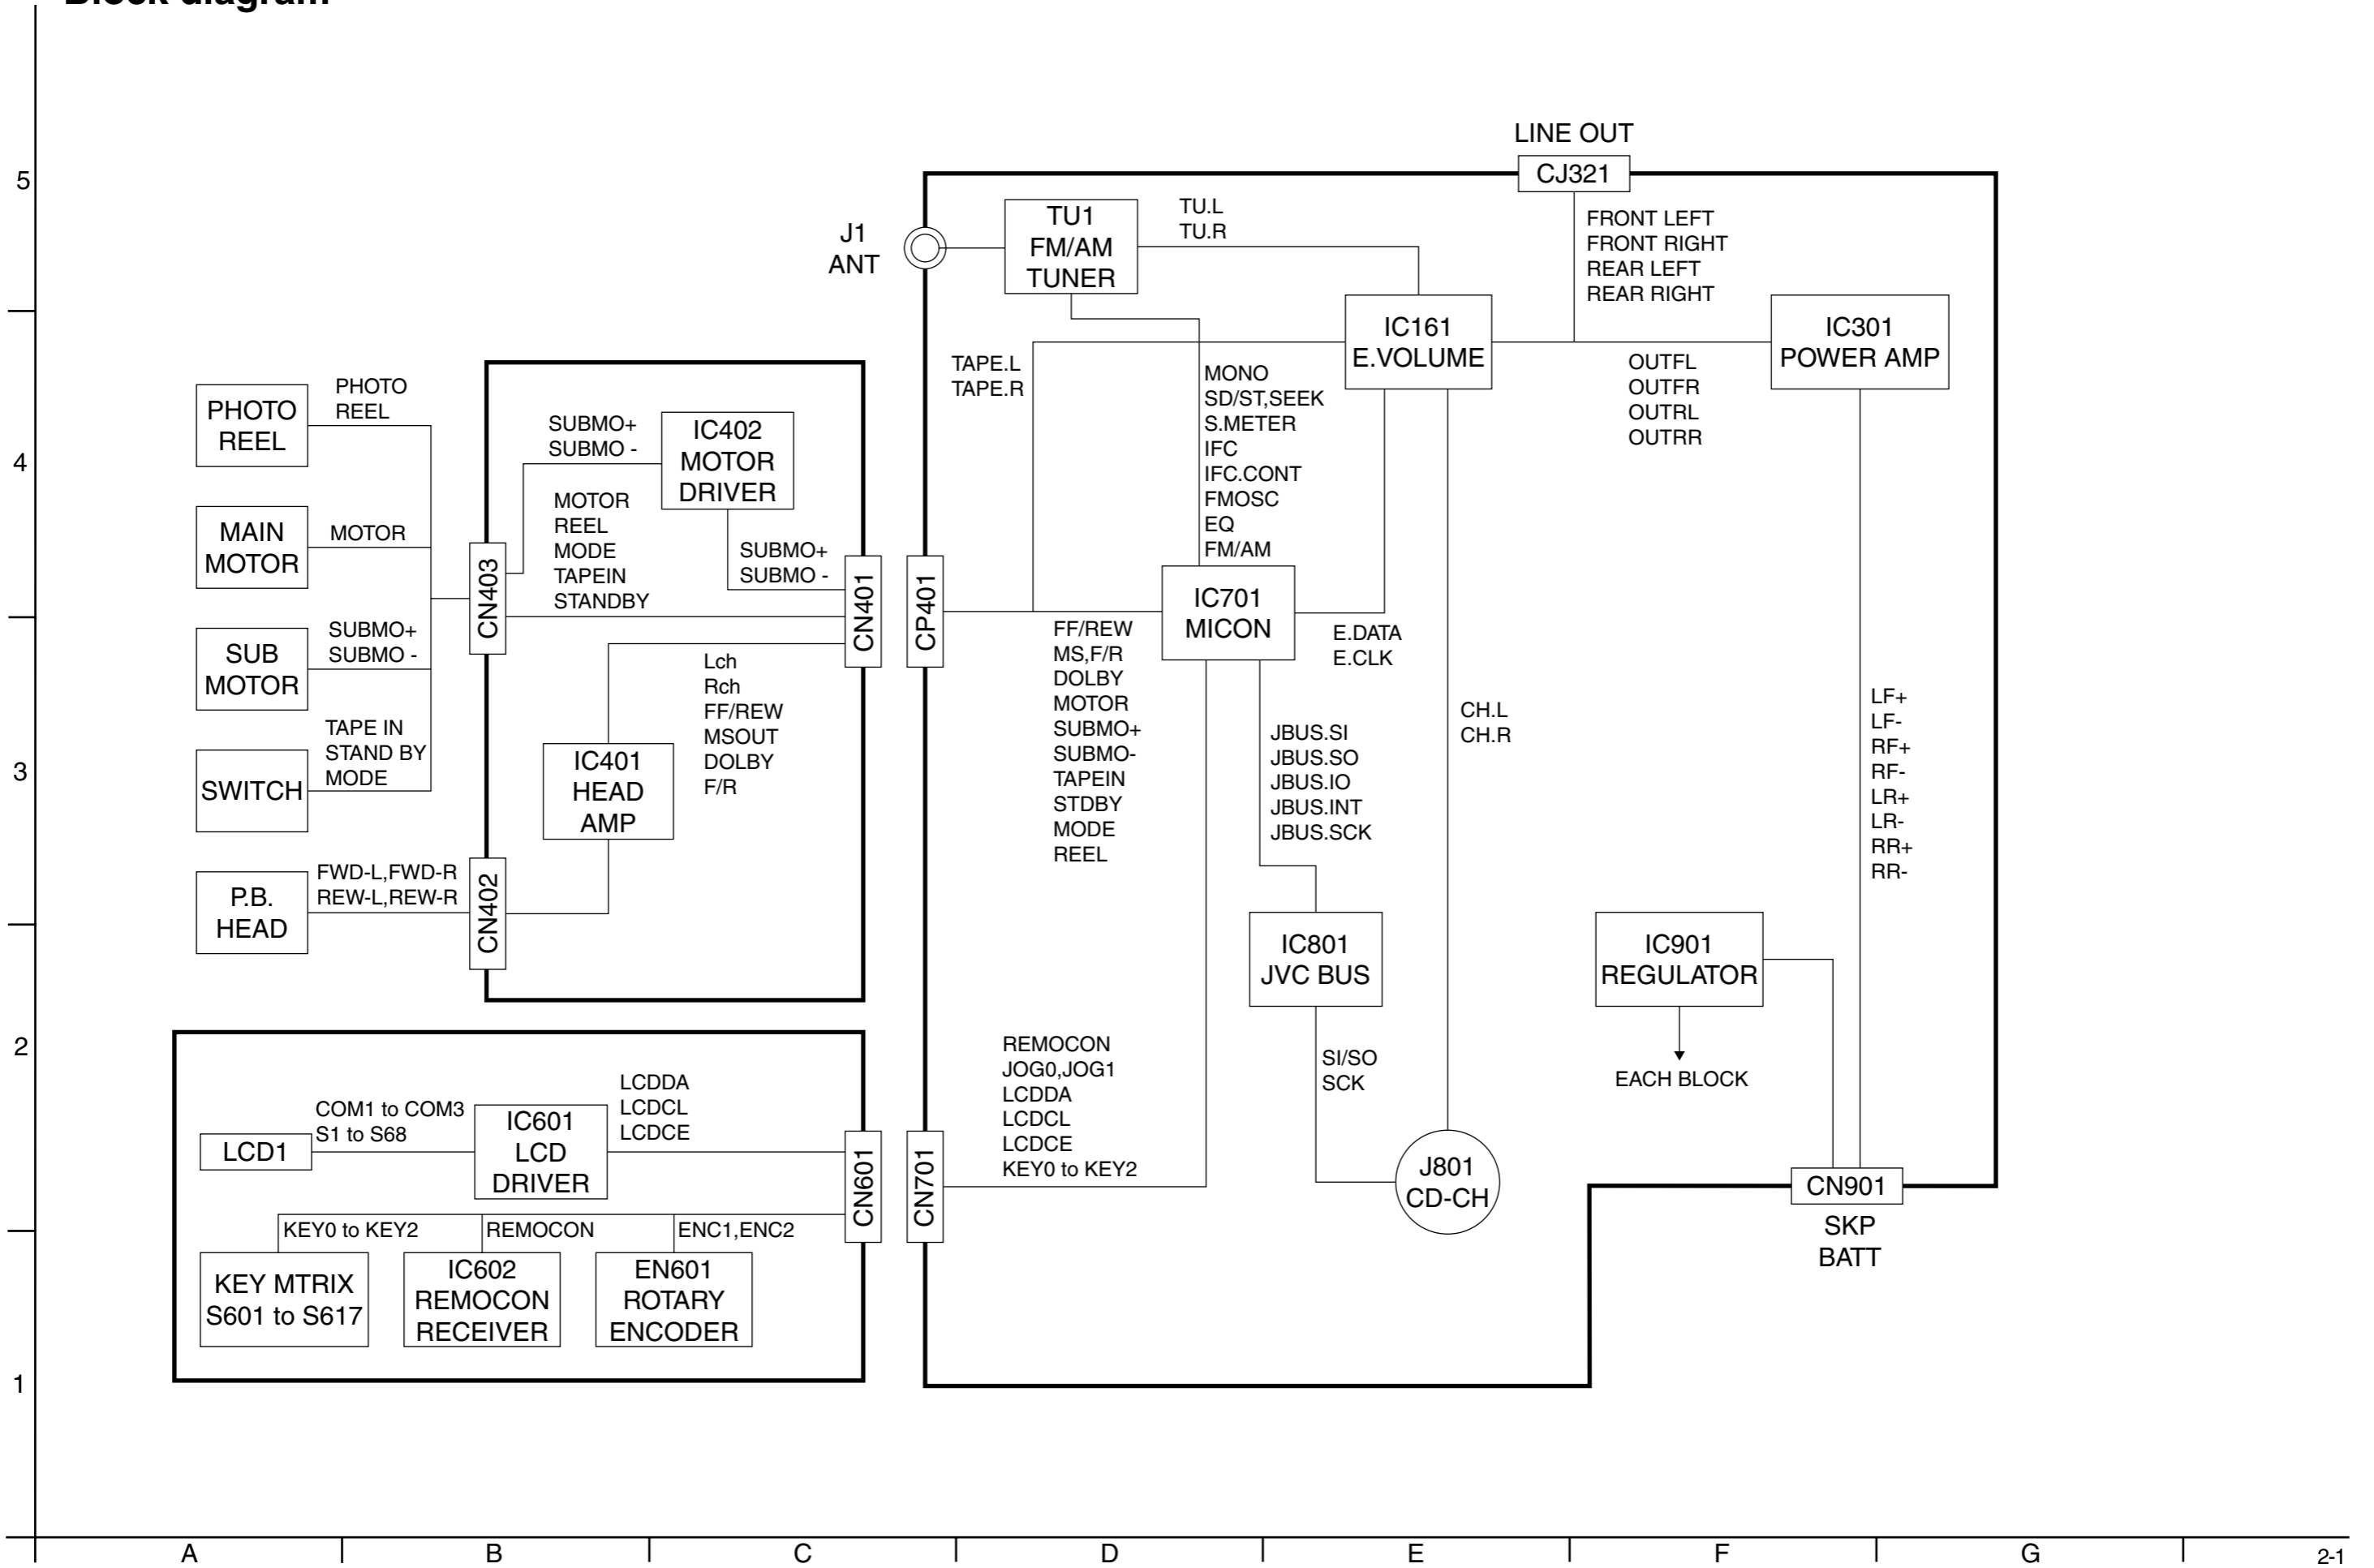 Block diagram
LINE OUT
CJ321
5
J1
ANT
TU1
FM/AM
TUNER
TU.L
TU.R
FRONT LEFT
FRONT RIGHT
REAR LEFT
REAR RIGHT
IC161
E.VOLUME
IC301
POWER AMP
OUTFL
OUTFR
OUTRL
OUTRR
TAPE.L
TAPE.R
MONO
SD/ST,SEEK
S.METER
IFC
IFC.CONT
FMOSC
EQ
FM/AM
4
PHOTO
REEL
PHOTO
REEL
MAIN
MOTOR
MOTOR
SUB
MOTOR
SUBMO+
SUBMO -
3
SWITCH
TAPE IN
STAND BY
MODE
P.B.
HEAD
FWD-L,FWD-R
REW-L,REW-R
CN403
CN402
SUBMO+
SUBMO -
IC402
MOTOR
DRIVER
MOTOR
REEL
MODE
TAPEIN
STANDBY
SUBMO+
SUBMO -
CN401
IC401
HEAD
AMP
Lch
Rch
FF/REW
MSOUT
DOLBY
F/R
CP401
IC701
MICON
FF/REW
MS,F/R
DOLBY
MOTOR
SUBMO+
SUBMO-
TAPEIN
STDBY
MODE
REEL
E.DATA
E.CLK
JBUS.SI
JBUS.SO
JBUS.IO
JBUS.INT
JBUS.SCK
CH.L
CH.R
LF+
LF-
RF+
RF-
LR+
LR-
RR+
RR-
IC801
JVC BUS
IC901
REGULATOR
EACH BLOCK
SI/SO
SCK
J801
CD-CH
CN901
SKP
BATT
2
REMOCON
JOG0,JOG1
LCDDA
LCDCL
LCDCE
KEY0 to KEY2
CN701
CN601
LCD1
COM1 to COM3
S1 to S68
IC601
LCD
DRIVER
LCDDA
LCDCL
LCDCE
KEY0 to KEY2
REMOCON
ENC1,ENC2
KEY MTRIX
S601 to S617
IC602
REMOCON
RECEIVER
EN601
ROTARY
ENCODER
1
A
B
C
D
E
F
G
2-1